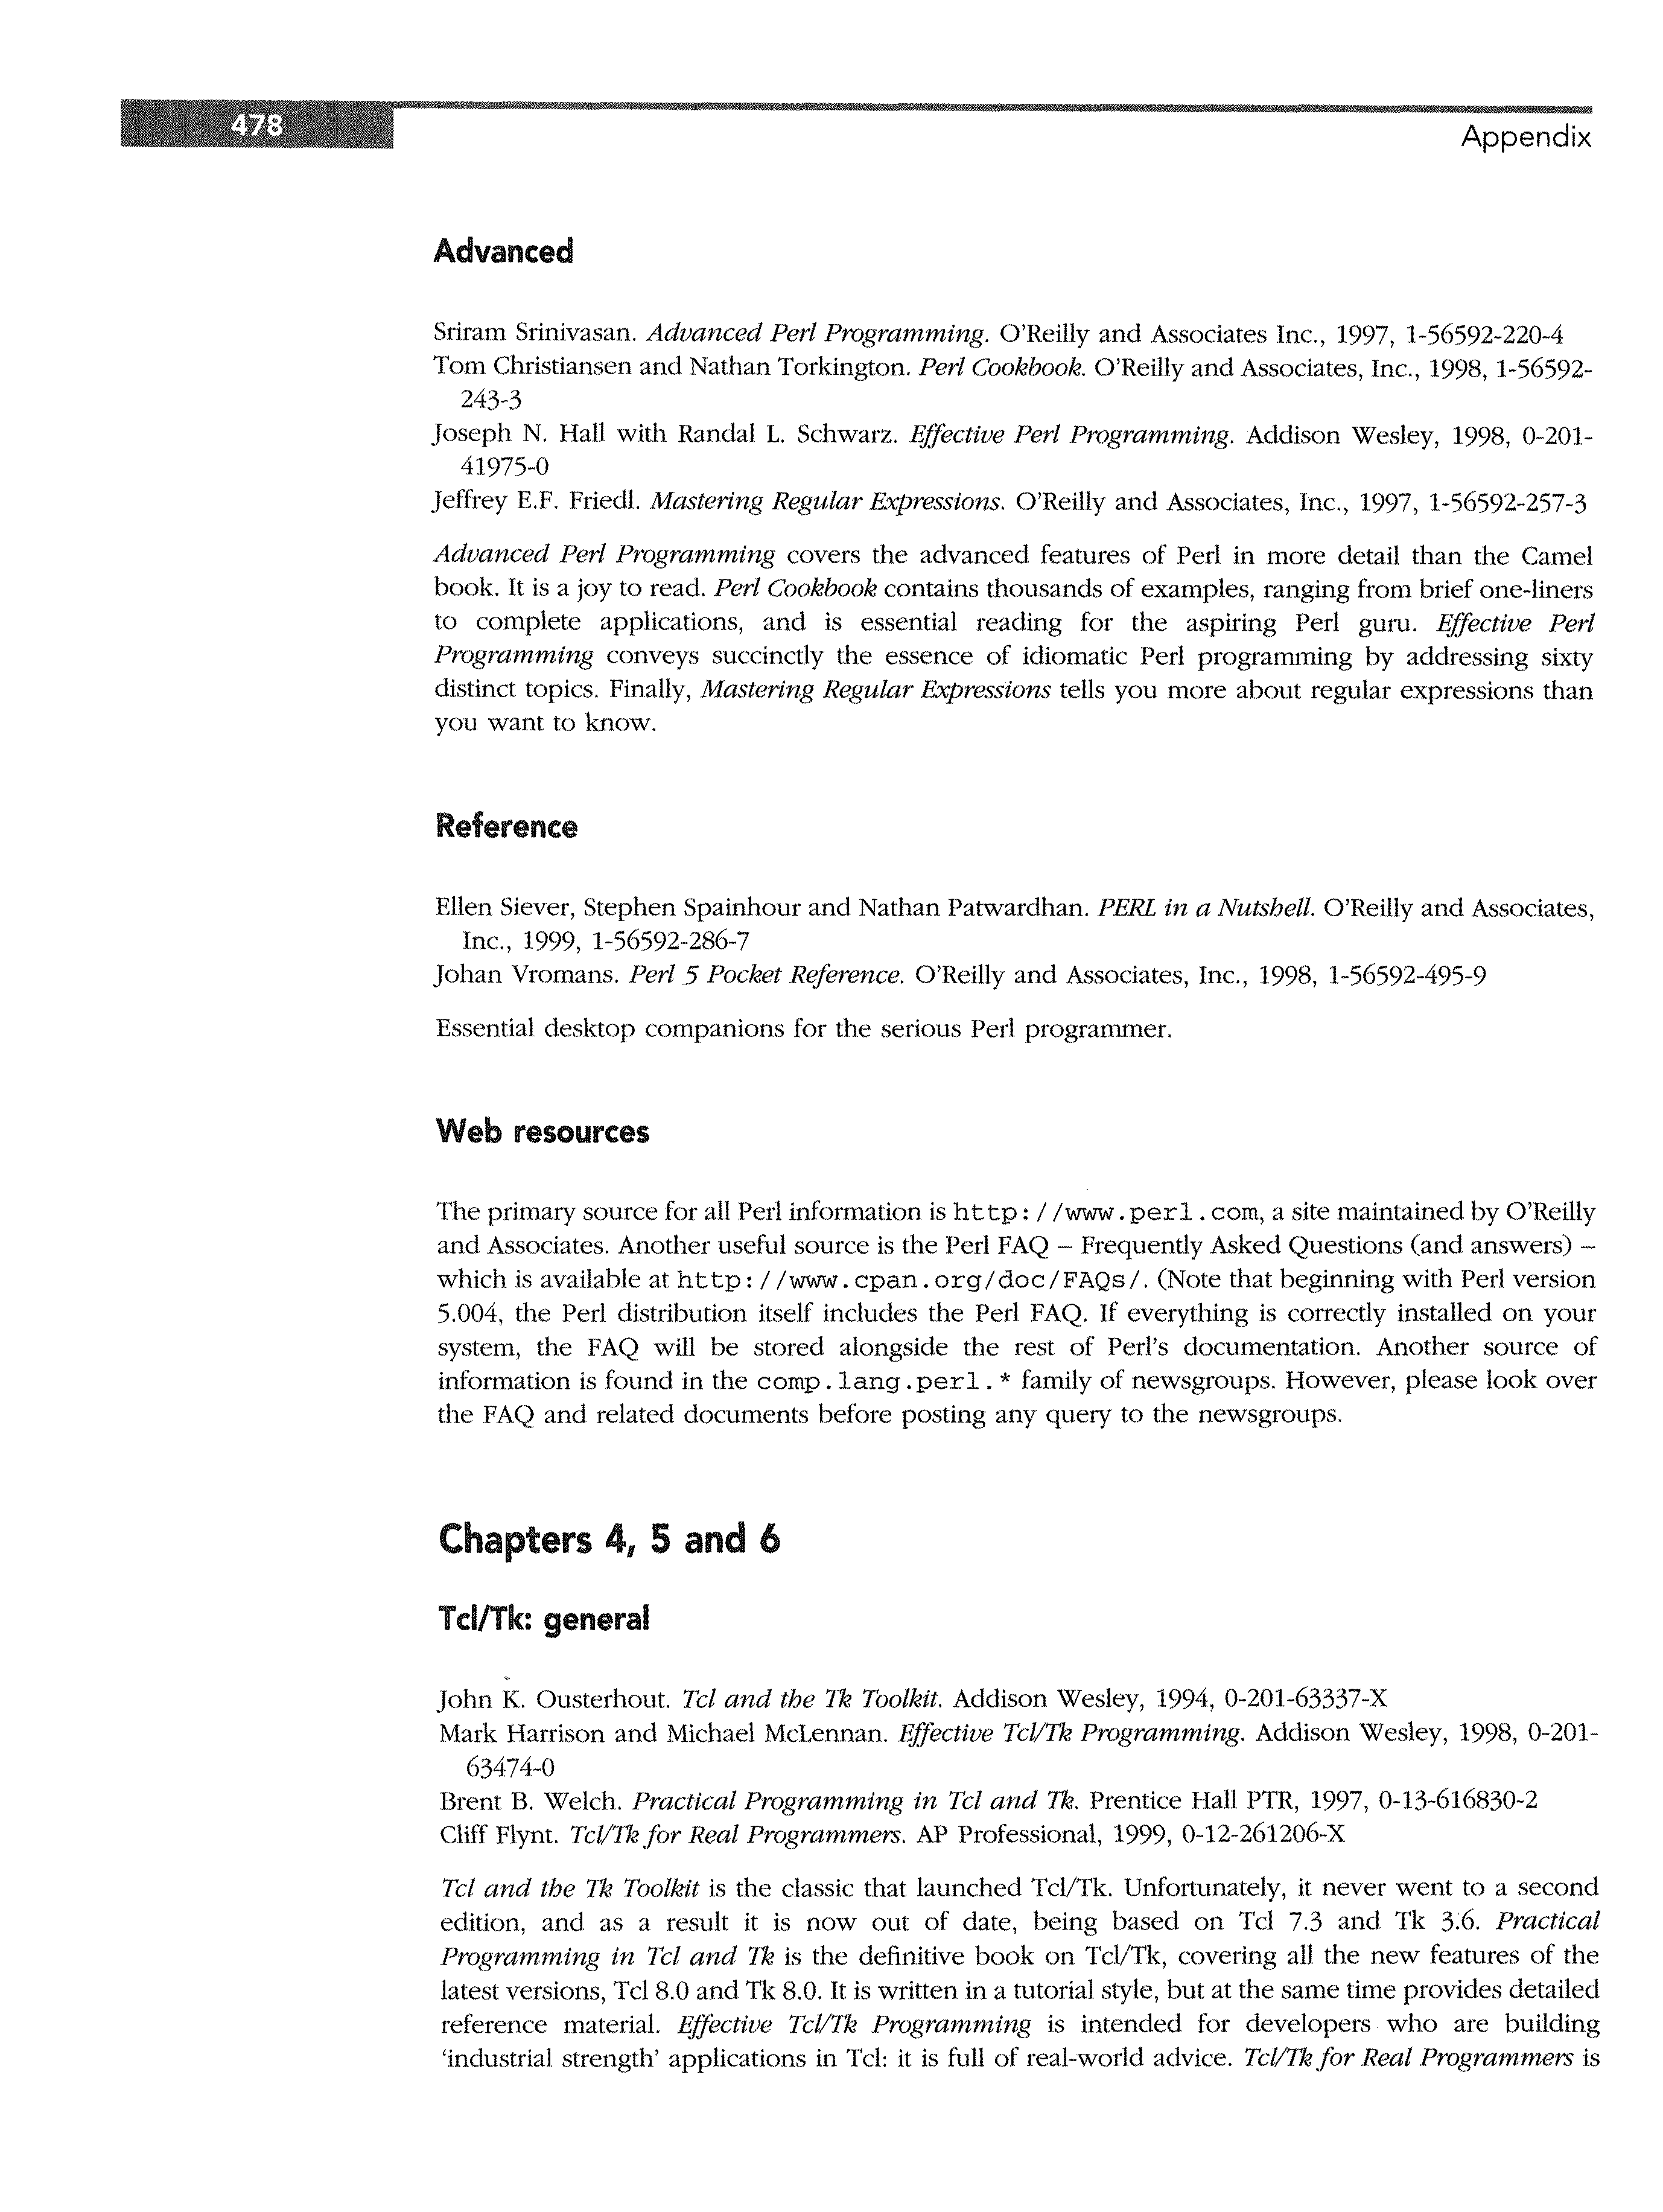 478
Appendix
Advanced
Sriram Srinivasan. Advanced Perl Programming. O'Reilly and Associates Inc., 1997, 1-56592-220-4
Tom Christiansen and Nathan Torkington. Perl Cookbook. O'Reilly and Associates, Inc., 1998, 1-56592-
243-3
Joseph N. Hall with Randal L. Schwarz. Effective Perl Programming. Addison Wesley, 1998, 0-201-
41975-0
Jeffrey E.F. Friedl. Mastering Regular Expressions. O'Reilly and Associates, Inc., 1997, 1-56592-257-3
Advanced Perl Programming covers the advanced features of Perl in more detail than the Camel
book. It is a joy to read. Perl Cookbook contains thousands of examples, ranging from brief one-liners
to complete applications, and is essential reading for the aspiring Perl guru. Effective Perl
Programming conveys succinctly the essence of idiomatic Perl programming by addressing sixty
distinct topics. Finally, Mastering Regular Expressions tells you more about regular expressions than
you want to know.
Reference
Ellen Siever, Stephen Spainhour and Nathan Patwardhan. PERL in a Nutshell. O'Reilly and Associates,
Inc., 1999, 1-56592-286-7
Johan Vromans. Perl 5 Pocket Reference. O'Reilly and Associates, Inc., 1998, 1-56592-495-9
Essential desktop companions for the serious Perl programmer.
Web resources
The primary source for all Perl information is http://www.perl.com, a site maintained by O'Reilly
and Associates. Another useful source is the Perl FAQ – Frequently Asked Questions (and answers) –
which is available at http://www.cpan.org/doc/FAQs/. (Note that beginning with Perl version
5.004, the Perl distribution itself includes the Perl FAQ. If everything is correctly installed on your
system, the FAQ will be stored alongside the rest of Perl's documentation. Another source of
information is found in the comp.lang.perl.* family of newsgroups. However, please look over
the FAQ and related documents before posting any query to the newsgroups.
Chapters 4, 5 and 6
Tcl/Tk: general
John K. Ousterhout. Tcl and the Tk Toolkit. Addison Wesley, 1994, 0-201-63337-X
Mark Harrison and Michael McLennan. Effective Tcl/Tk Programming. Addison Wesley, 1998, 0-201-
63474-0
Brent B. Welch. Practical Programming in Tcl and Tk. Prentice Hall PTR, 1997, 0-13-616830-2
Cliff Flynt. Tcl/Tk for Real Programmers. AP Professional, 1999, 0-12-261206-X
Tcl and the Tk Toolkit is the classic that launched Tcl/Tk. Unfortunately, it never went to a second
edition, and as a result it is now out of date, being based on Tcl 7.3 and Tk 3.6. Practical
Programming in Tcl and Tk is the definitive book on Tcl/Tk, covering all the new features of the
latest versions, Tcl 8.0 and Tk 8.0. It is written in a tutorial style, but at the same time provides detailed
reference material. Effective Tcl/Tk Programming is intended for developers who are building
'industrial strength' applications in Tcl: it is full of real-world advice. Tcl/Tk for Real Programmers is